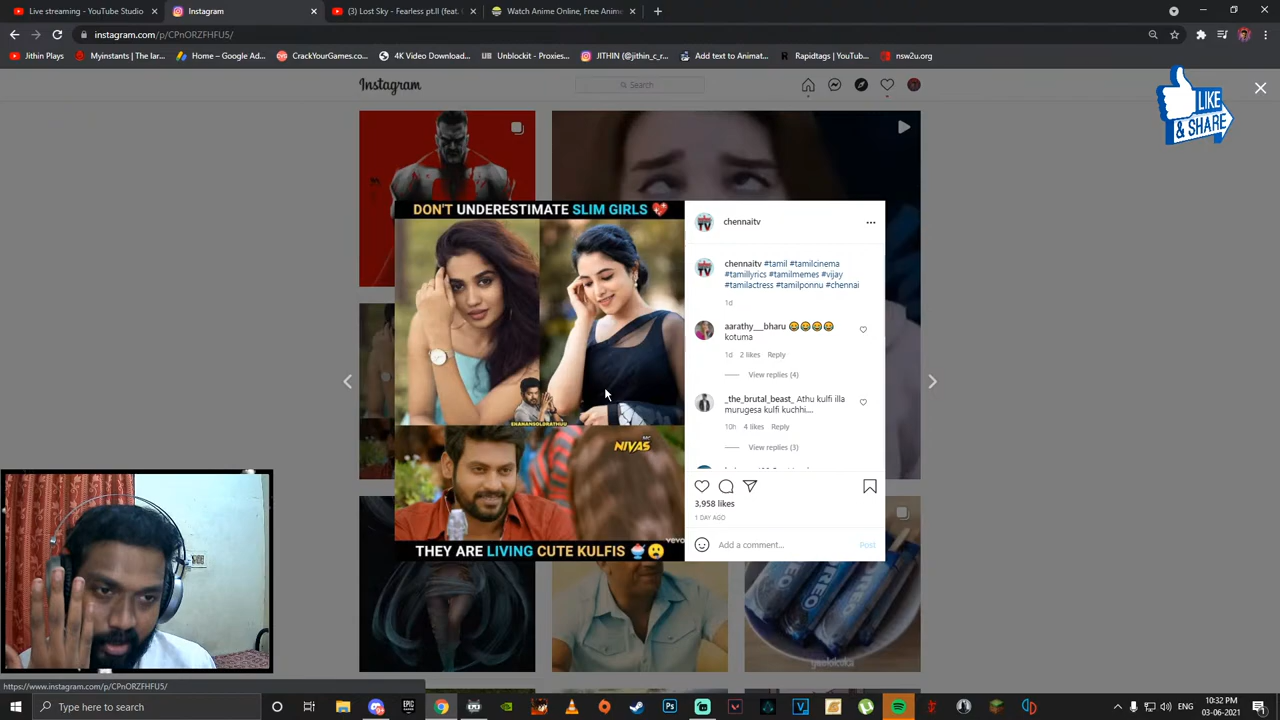 Live streaming - YouTube Studio
Instagram
(3) Lost Sky - Fearless pt.II (feat.
Watch Anime Online, Free Anim
instagram.com/p/CPnORZFHFU5/
Jithin Plays
Myinstants | The lar...
Home – Google Ad...
CrackYourGames.co...
4K Video Download...
Unblockit - Proxies...
JITHIN (@jithin_c_r...
Add text to Animat...
Rapidtags | YouTub...
nsw2u.org
Instagram
Search
LIKE
& SHARE
DON'T UNDERESTIMATE SLIM GIRLS 💖
EKANANSOLDRATHUU
MC
NIVAS
vevo
THEY ARE LIVING CUTE KULFIS 🍨😮
chennaitv
chennaitv #tamil #tamilcinema
#tamillyrics #tamilmemes #vijay
#tamilactress #tamilponnu #chennai
1d
aarathy___bharu 😂😂😂😂
kotuma
1d 2 likes Reply
View replies (4)
_the_brutal_beast_ Athu kulfi illa
murugesa kulfi kuchhi....
10h 4 likes Reply
View replies (3)
3,958 likes
1 DAY AGO
Add a comment...
Post
OREO
https://www.instagram.com/p/CPnORZFHFU5/
Type here to search
10:32 PM
03-06-2021